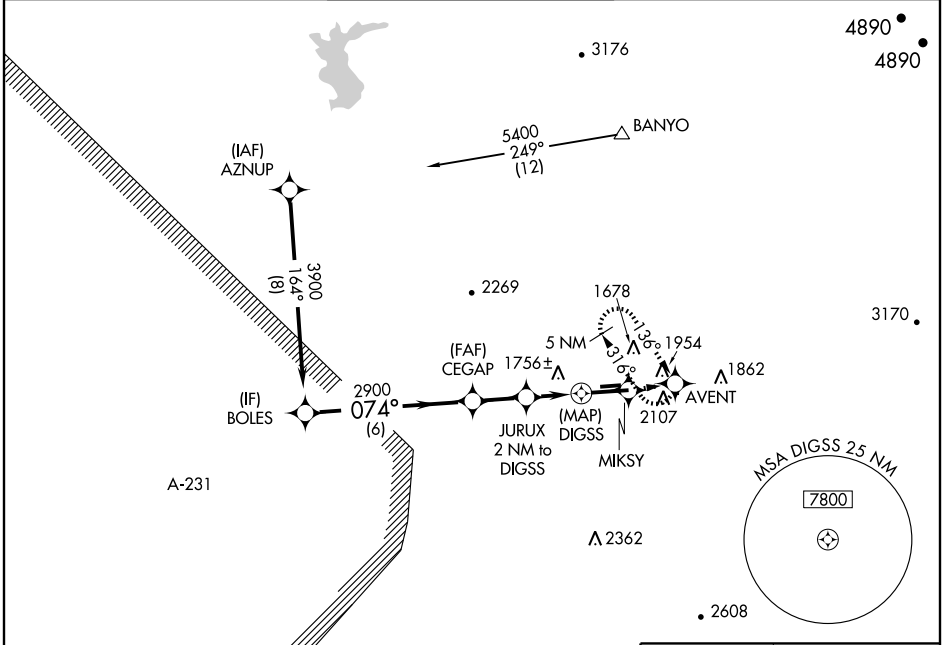 4890
4890
3176
BANYO
5400
249°
(12)
(IAF)
AZNUP
3900
164°
(8)
2269
1678
3170
5 NM
136°
316°
1954
(FAF)
CEGAP
1756±
1862
AVENT
2107
(IF)
BOLES
2900
074°
(6)
JURUX
2 NM to
DIGSS
(MAP)
DIGSS
MIKSY
A-231
MSA DIGSS 25 NM
7800
2362
2608